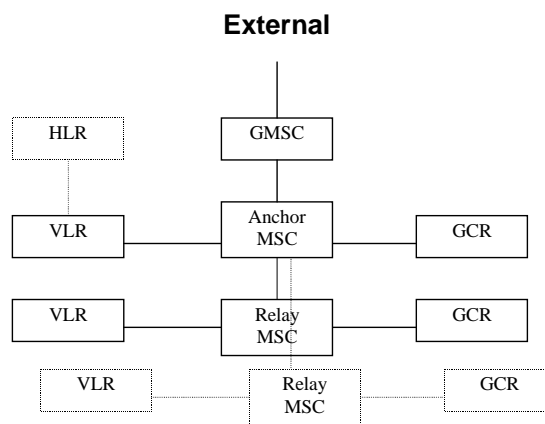 External
HLR
GMSC
VLR
Anchor
MSC
GCR
VLR
Relay
MSC
GCR
VLR
Relay
MSC
GCR